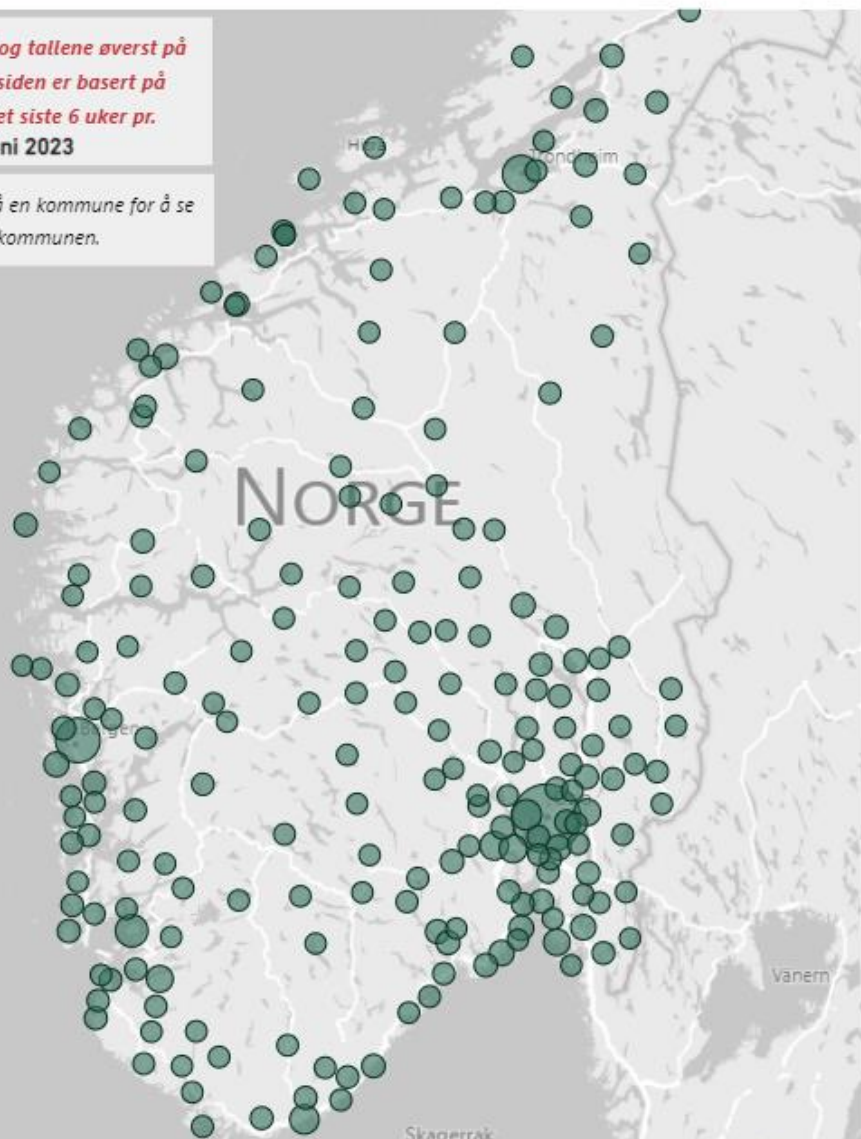 og tallene øverst på
siden er basert på
et siste 6 uker pr.
ni 2023
å en kommune for å se
kommunen.
Trondheim
NORGE
Bergen
Vänern
Skagerrak